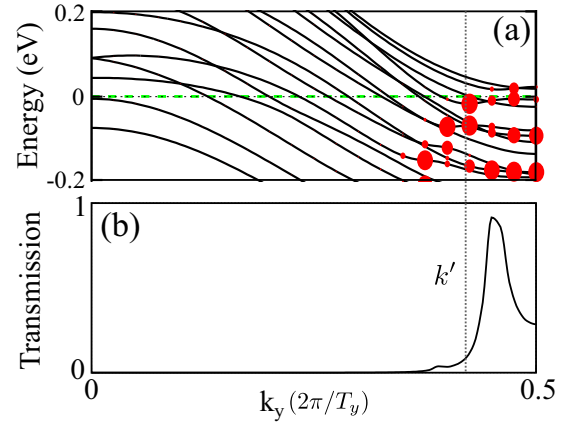 0.2
(a)
Energy (eV)
0
-0.2
1
(b)
Transmission
k′
0
0
0.5
k_y (2π/T_y)